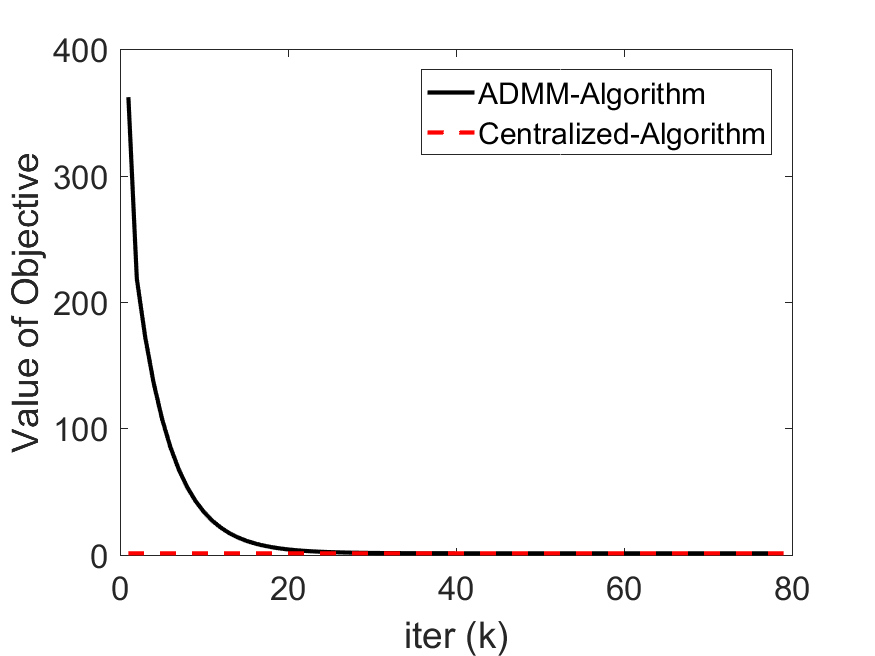 400
300
200
100
0
Value of Objective
ADMM-Algorithm
Centralized-Algorithm
0 20 40 60 80
iter (k)